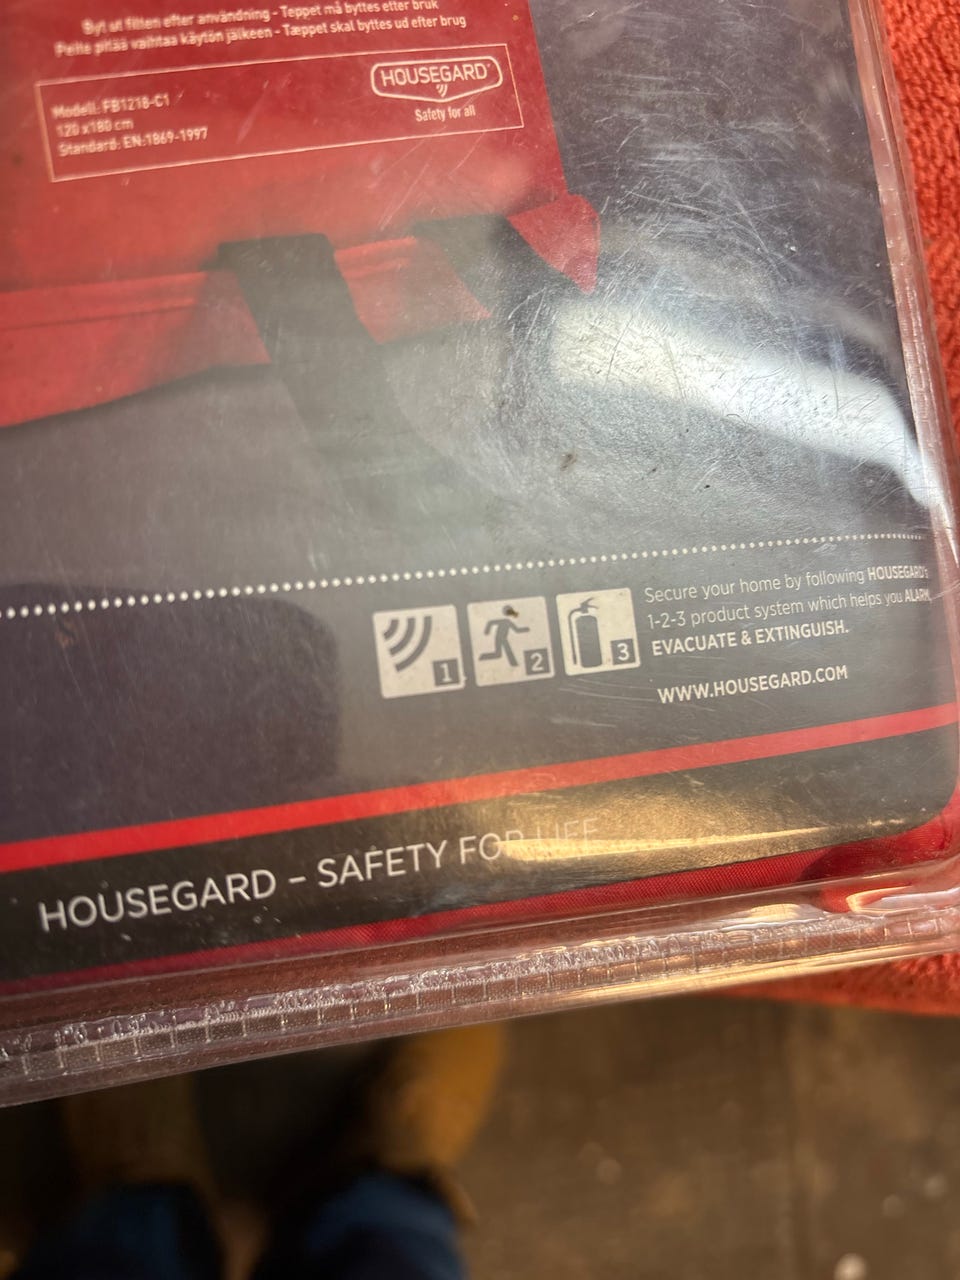 Byt ut filten efter användning - Teppet må byttes etter bruk
Peite pitää vaihtaa käytön jälkeen - Tæppet skal byttes ud efter brug
HOUSEGARD
Safety for all
Modell: FB1218-C1
120 x180 cm
Standard: EN:1869-1997
1
2
3
Secure your home by following HOUSEGARD's
1-2-3 product system which helps you ALARM,
EVACUATE & EXTINGUISH.
WWW.HOUSEGARD.COM
HOUSEGARD – SAFETY FOR LIFE